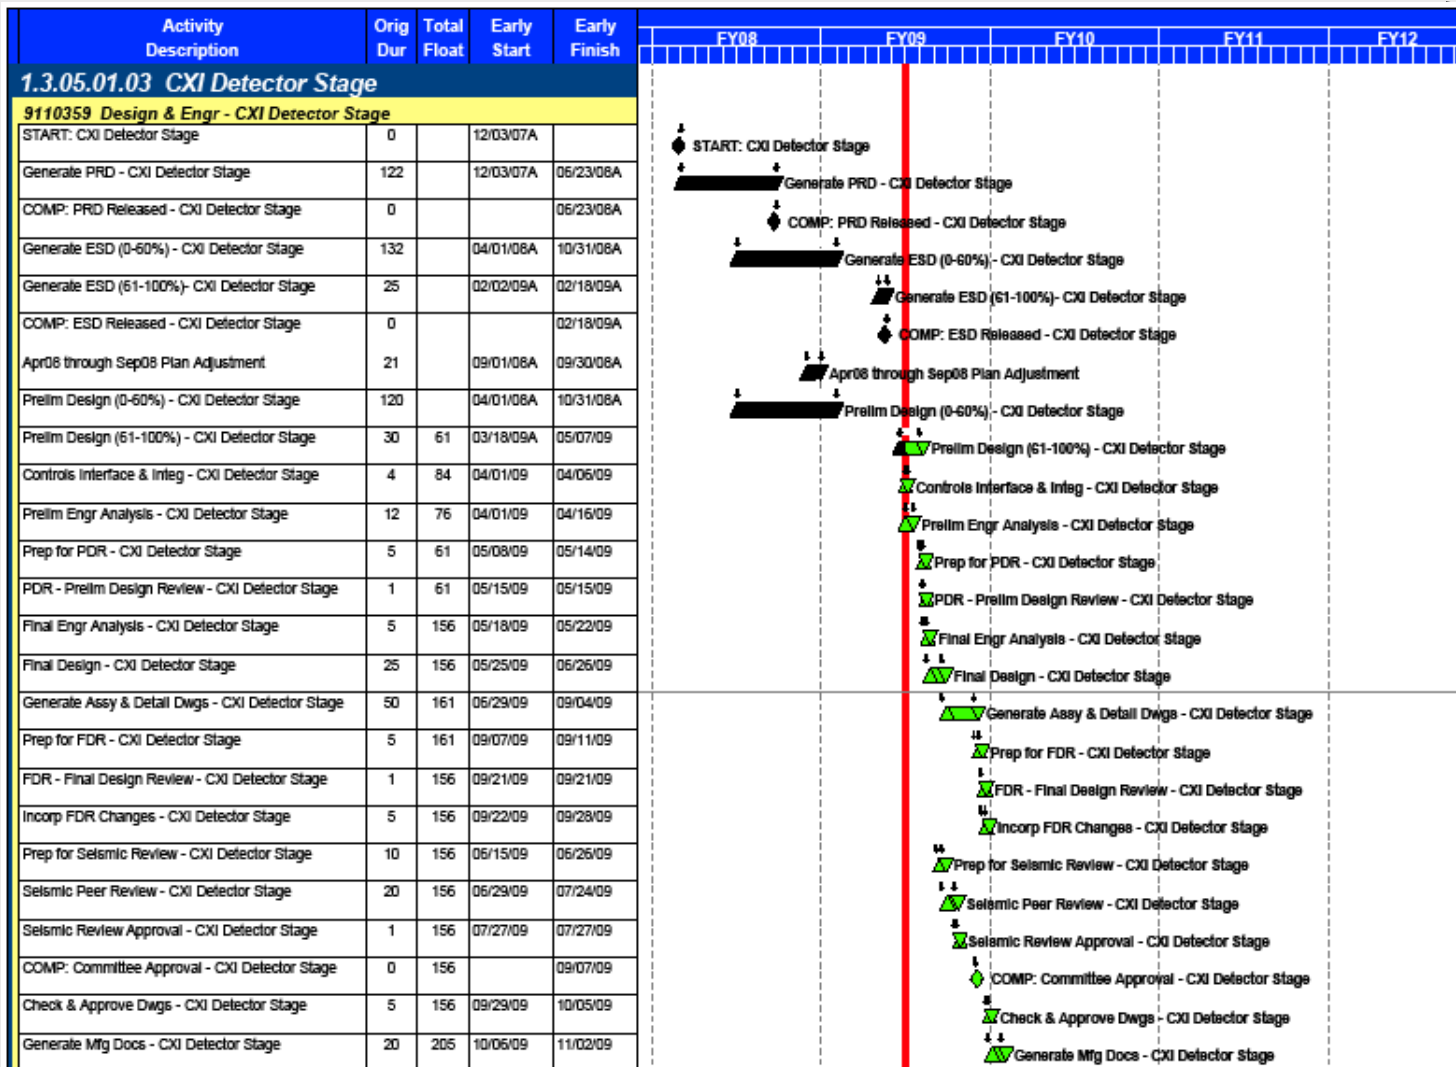 Activity Description Orig Dur Total Float Early Start Early Finish FY08 FY09 FY10 FY11 FY12
1.3.05.01.03 CXI Detector Stage
9110359 Design & Engr - CXI Detector Stage
START: CXI Detector Stage 0 12/03/07A START: CXI Detector Stage
Generate PRD - CXI Detector Stage 122 12/03/07A 06/23/08A Generate PRD - CXI Detector Stage
COMP: PRD Released - CXI Detector Stage 0 06/23/08A COMP: PRD Released - CXI Detector Stage
Generate ESD (0-60%) - CXI Detector Stage 132 04/01/08A 10/31/08A Generate ESD (0-60%) - CXI Detector Stage
Generate ESD (61-100%)- CXI Detector Stage 25 02/02/09A 02/18/09A Generate ESD (61-100%)- CXI Detector Stage
COMP: ESD Released - CXI Detector Stage 0 02/18/09A COMP: ESD Released - CXI Detector Stage
Apr08 through Sep08 Plan Adjustment 21 09/01/08A 09/30/08A Apr08 through Sep08 Plan Adjustment
Prelim Design (0-60%) - CXI Detector Stage 120 04/01/08A 10/31/08A Prelim Design (0-60%) - CXI Detector Stage
Prelim Design (61-100%) - CXI Detector Stage 30 61 03/18/09A 05/07/09 Prelim Design (61-100%) - CXI Detector Stage
Controls Interface & Integ - CXI Detector Stage 4 84 04/01/09 04/06/09 Controls Interface & Integ - CXI Detector Stage
Prelim Engr Analysis - CXI Detector Stage 12 76 04/01/09 04/16/09 Prelim Engr Analysis - CXI Detector Stage
Prep for PDR - CXI Detector Stage 5 61 05/08/09 05/14/09 Prep for PDR - CXI Detector Stage
PDR - Prelim Design Review - CXI Detector Stage 1 61 05/15/09 05/15/09 PDR - Prelim Design Review - CXI Detector Stage
Final Engr Analysis - CXI Detector Stage 5 156 05/18/09 05/22/09 Final Engr Analysis - CXI Detector Stage
Final Design - CXI Detector Stage 25 156 05/25/09 06/26/09 Final Design - CXI Detector Stage
Generate Assy & Detail Dwgs - CXI Detector Stage 50 161 06/29/09 09/04/09 Generate Assy & Detail Dwgs - CXI Detector Stage
Prep for FDR - CXI Detector Stage 5 161 09/07/09 09/11/09 Prep for FDR - CXI Detector Stage
FDR - Final Design Review - CXI Detector Stage 1 156 09/21/09 09/21/09 FDR - Final Design Review - CXI Detector Stage
Incorp FDR Changes - CXI Detector Stage 5 156 09/22/09 09/28/09 Incorp FDR Changes - CXI Detector Stage
Prep for Seismic Review - CXI Detector Stage 10 156 06/15/09 06/26/09 Prep for Seismic Review - CXI Detector Stage
Seismic Peer Review - CXI Detector Stage 20 156 06/29/09 07/24/09 Seismic Peer Review - CXI Detector Stage
Seismic Review Approval - CXI Detector Stage 1 156 07/27/09 07/27/09 Seismic Review Approval - CXI Detector Stage
COMP: Committee Approval - CXI Detector Stage 0 156 09/07/09 COMP: Committee Approval - CXI Detector Stage
Check & Approve Dwgs - CXI Detector Stage 5 156 09/29/09 10/05/09 Check & Approve Dwgs - CXI Detector Stage
Generate Mfg Docs - CXI Detector Stage 20 205 10/06/09 11/02/09 Generate Mfg Docs - CXI Detector Stage